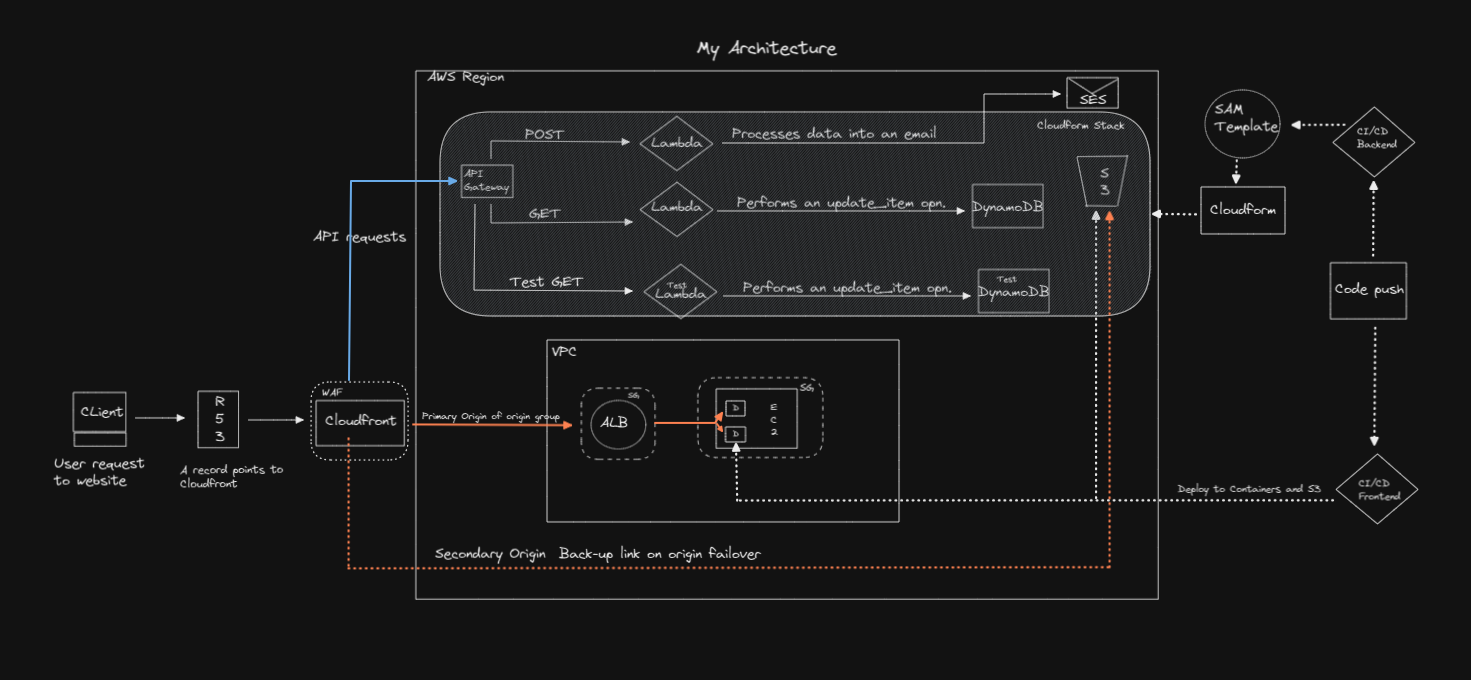 My Architecture
AWS Region
SES
Cloudform Stack
POST
Lambda
Processes data into an email
API
Gateway
S
3
GET
Lambda
Performs an update_item opn.
DynamoDB
API requests
Test GET
Test
Lambda
Performs an update_item opn.
Test
DynamoDB
SAM
Template
CI/CD
Backend
Cloudform
Code push
VPC
CLient
User request
to website
R
5
3
A record points to
Cloudfront
WAF
Cloudfront
Primary Origin of origin group
SG
ALB
SG
D
D
E
C
2
Deploy to Containers and S3
CI/CD
Frontend
Secondary Origin Back-up link on origin failover